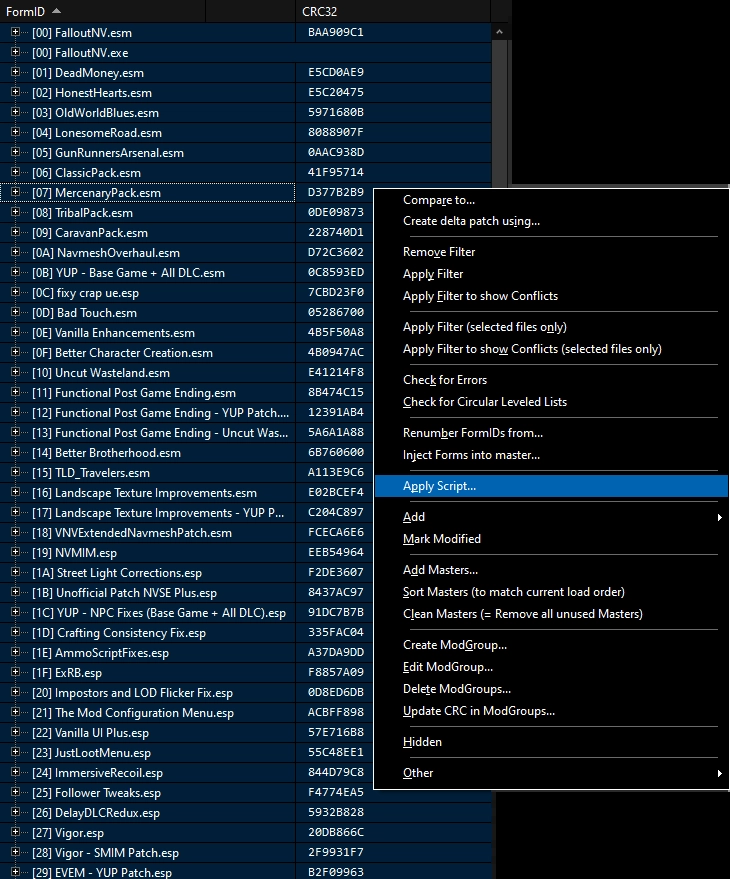 FormID CRC32
[00] FalloutNV.esm BAA909C1
[00] FalloutNV.exe
[01] DeadMoney.esm E5CD0AE9
[02] HonestHearts.esm E5C20475
[03] OldWorldBlues.esm 5971680B
[04] LonesomeRoad.esm 8088907F
[05] GunRunnersArsenal.esm 0AAC938D
[06] ClassicPack.esm 41F95714
[07] MercenaryPack.esm D377B2B9
[08] TribalPack.esm 0DE09873
[09] CaravanPack.esm 228740D1
[0A] NavmeshOverhaul.esm D72C3602
[0B] YUP - Base Game + All DLC.esm 0C8593ED
[0C] fixy crap ue.esp 7CBD23F0
[0D] Bad Touch.esm 05286700
[0E] Vanilla Enhancements.esm 4B5F50A8
[0F] Better Character Creation.esm 4B0947AC
[10] Uncut Wasteland.esm E41214F8
[11] Functional Post Game Ending.esm 8B474C15
[12] Functional Post Game Ending - YUP Patch.... 12391AB4
[13] Functional Post Game Ending - Uncut Was... 5A6A1A88
[14] Better Brotherhood.esm 6B760600
[15] TLD_Travelers.esm A113E9C6
[16] Landscape Texture Improvements.esm E02BCEF4
[17] Landscape Texture Improvements - YUP P... C204C897
[18] VNVExtendedNavmeshPatch.esm FCECA6E6
[19] NVMIM.esp EEB54964
[1A] Street Light Corrections.esp F2DE3607
[1B] Unofficial Patch NVSE Plus.esp 8437AC97
[1C] YUP - NPC Fixes (Base Game + All DLC).esp 91DC7B7B
[1D] Crafting Consistency Fix.esp 335FAC04
[1E] AmmoScriptFixes.esp A37DA9DD
[1F] ExRB.esp F8857A09
[20] Impostors and LOD Flicker Fix.esp 0D8ED6DB
[21] The Mod Configuration Menu.esp ACBFF898
[22] Vanilla UI Plus.esp 57E716B8
[23] JustLootMenu.esp 55C48EE1
[24] ImmersiveRecoil.esp 844D79C8
[25] Follower Tweaks.esp F4774EA5
[26] DelayDLCRedux.esp 5932B828
[27] Vigor.esp 20DB866C
[28] Vigor - SMIM Patch.esp 2F9931F7
[29] EVEM - YUP Patch.esp B2F09963
Compare to...
Create delta patch using...
Remove Filter
Apply Filter
Apply Filter to show Conflicts
Apply Filter (selected files only)
Apply Filter to show Conflicts (selected files only)
Check for Errors
Check for Circular Leveled Lists
Renumber FormIDs from...
Inject Forms into master...
Apply Script...
Add
Mark Modified
Add Masters...
Sort Masters (to match current load order)
Clean Masters (= Remove all unused Masters)
Create ModGroup...
Edit ModGroup...
Delete ModGroups...
Update CRC in ModGroups...
Hidden
Other